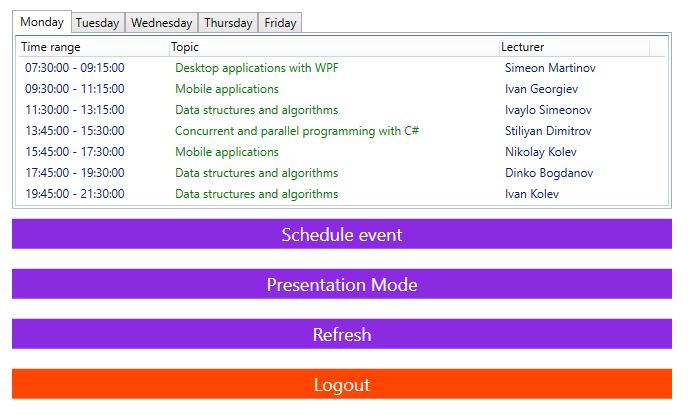 Monday Tuesday Wednesday Thursday Friday
Time range Topic Lecturer
07:30:00 - 09:15:00 Desktop applications with WPF Simeon Martinov
09:30:00 - 11:15:00 Mobile applications Ivan Georgiev
11:30:00 - 13:15:00 Data structures and algorithms Ivaylo Simeonov
13:45:00 - 15:30:00 Concurrent and parallel programming with C# Stiliyan Dimitrov
15:45:00 - 17:30:00 Mobile applications Nikolay Kolev
17:45:00 - 19:30:00 Data structures and algorithms Dinko Bogdanov
19:45:00 - 21:30:00 Data structures and algorithms Ivan Kolev
Schedule event
Presentation Mode
Refresh
Logout